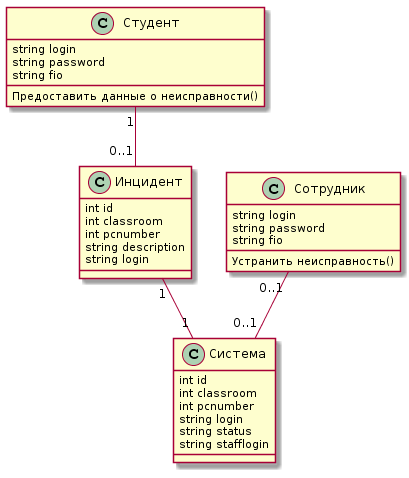 C Студент
string login
string password
string fio
Предоставить данные о неисправности()
1
0..1
C Инцидент
int id
int classroom
int pcnumber
string description
string login
C Сотрудник
string login
string password
string fio
Устранить неисправность()
1
0..1
1
0..1
C Система
int id
int classroom
int pcnumber
string login
string status
string stafflogin